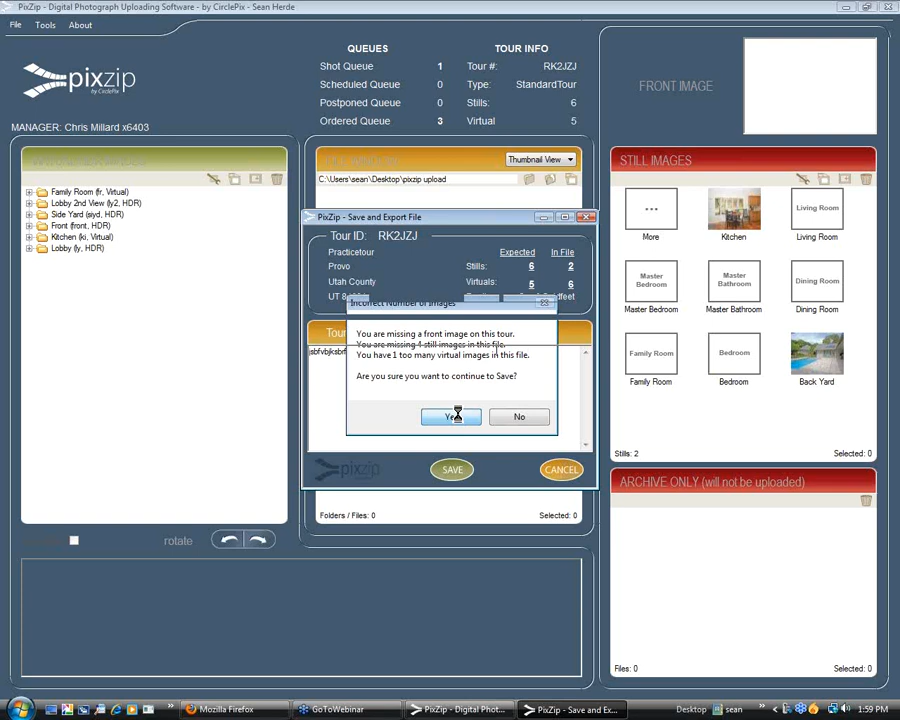 PixZip - Digital Photograph Uploading Software - by CirclePix - Sean Herde
File Tools About
pixzip
by CirclePix
MANAGER: Chris Millard x6403
QUEUES
Shot Queue 1
Scheduled Queue 0
Postponed Queue 0
Ordered Queue 3
TOUR INFO
Tour #: RK2JZJ
Type: StandardTour
Stills: 6
Virtual 5
FRONT IMAGE
Family Room (fr, Virtual)
Lobby 2nd View (ly2, HDR)
Side Yard (siyd, HDR)
Front (front, HDR)
Kitchen (ki, Virtual)
Lobby (ly, HDR)
Thumbnail View
C:\Users\sean\Desktop\pixzip upload
PixZip - Save and Export File
Tour ID: RK2JZJ
Practicetour
Provo
Utah County
UT
Expected In File
Stills: 6 2
Virtuals: 5 6
Incorrect Number of Images
Tour
You are missing a front image on this tour.
You are missing 4 still images in this file.
You have 1 too many virtual images in this file.
Are you sure you want to continue to Save?
No
pixzip
SAVE
CANCEL
Folders / Files: 0 Selected: 0
rotate
STILL IMAGES
...
More
Kitchen
Living Room
Living Room
Master Bedroom
Master Bedroom
Master Bathroom
Master Bathroom
Dining Room
Dining Room
Family Room
Family Room
Bedroom
Bedroom
Back Yard
Stills: 2 Selected: 0
ARCHIVE ONLY (will not be uploaded)
Files: 0 Selected: 0
Mozilla Firefox
GoToWebinar
PixZip - Digital Phot...
PixZip - Save and Ex...
Desktop
sean
1:59 PM